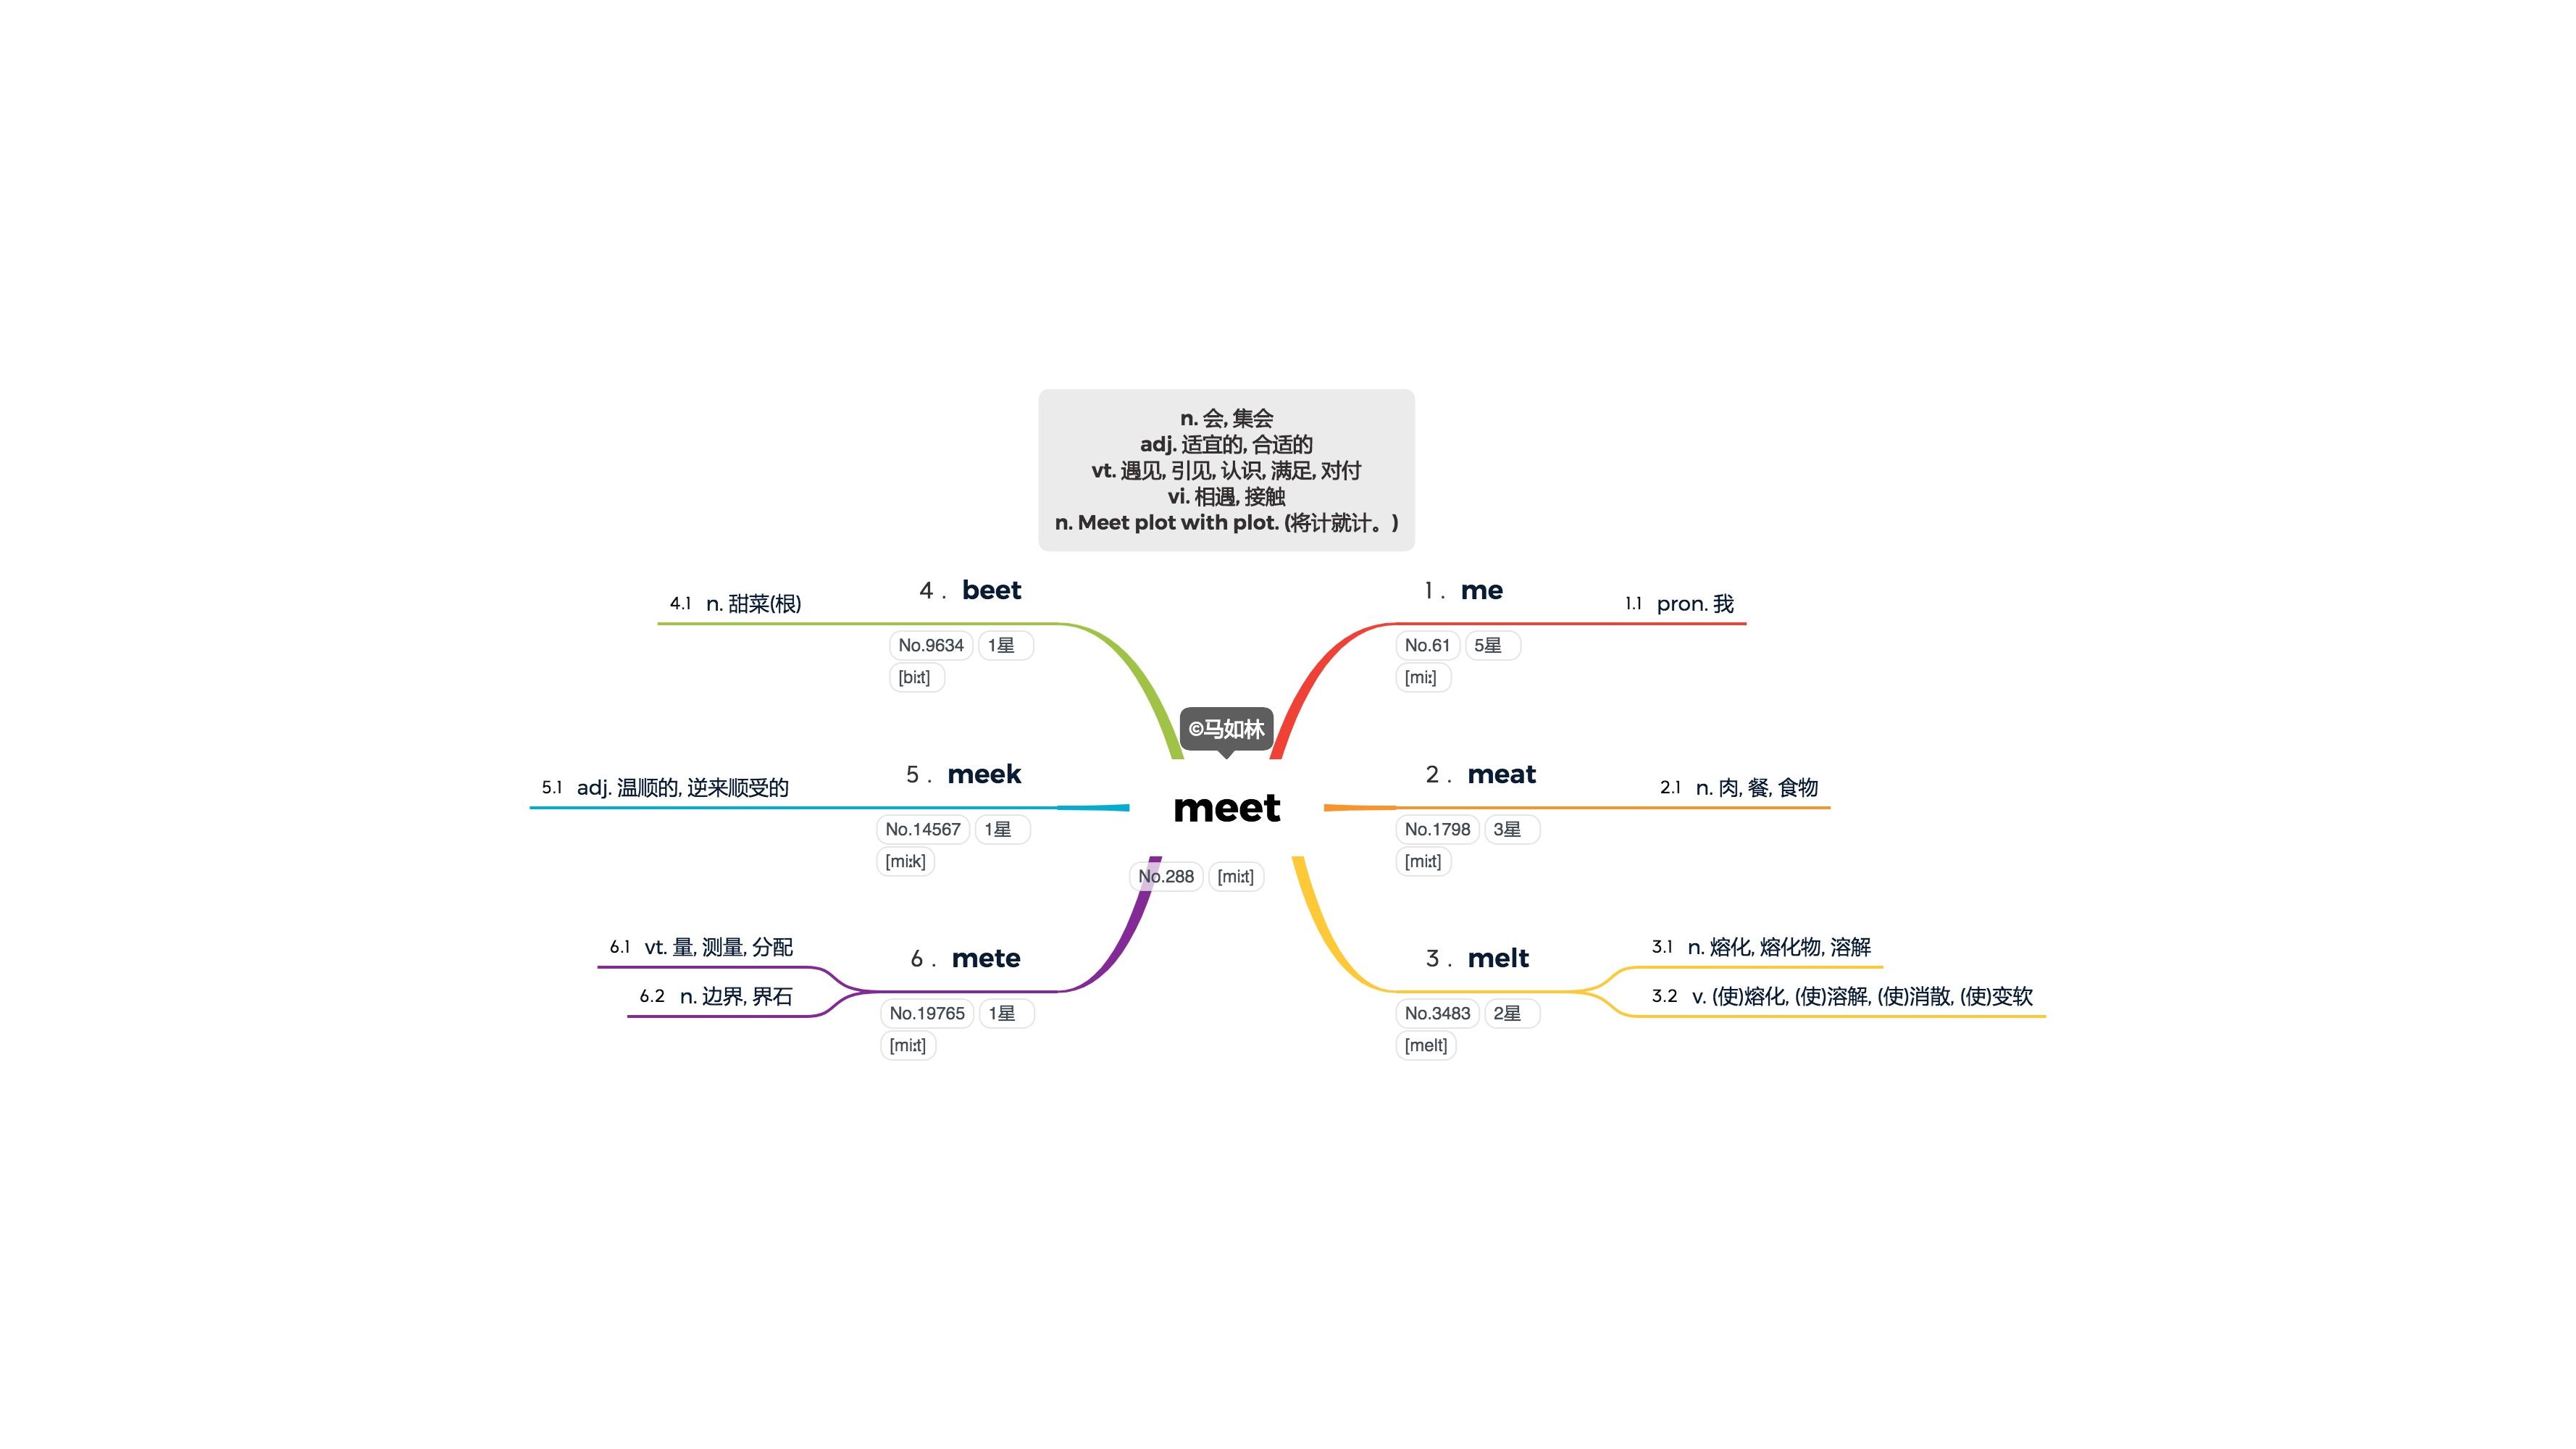 n. 会, 集会
adj. 适宜的, 合适的
vt. 遇见, 引见, 认识, 满足, 对付
vi. 相遇, 接触
n. Meet plot with plot. (将计就计。)
©马如林
meet
No.288 [miːt]
1. me
No.61 5星
[miː]
1.1 pron. 我
2. meat
No.1798 3星
[miːt]
2.1 n. 肉, 餐, 食物
3. melt
No.3483 2星
[melt]
3.1 n. 熔化, 熔化物, 溶解
3.2 v. (使)熔化, (使)溶解, (使)消散, (使)变软
4. beet
No.9634 1星
[biːt]
4.1 n. 甜菜(根)
5. meek
No.14567 1星
[miːk]
5.1 adj. 温顺的, 逆来顺受的
6. mete
No.19765 1星
[miːt]
6.1 vt. 量, 测量, 分配
6.2 n. 边界, 界石